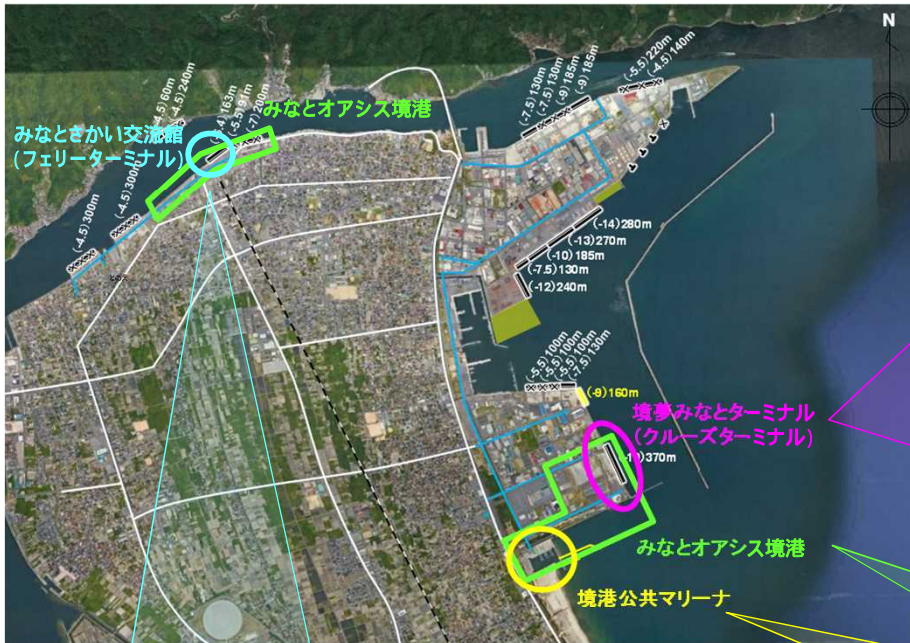 N
(-4.5)60m
(-4.5)240m
163m
(-5.5)91m
(-7)200m
みなとオアシス境港
みなとさかい交流館
(フェリーターミナル)
(-4.5)300m
(-4.5)300m
(-7.5)130m
(-7.5)130m
(-9)185m
(-9)185m
(-5.5)220m
(-4.5)140m
(-14)280m
(-13)270m
(-10)185m
(-7.5)130m
(-12)240m
(-5.5)100m
(-5.5)100m
(-5.5)100m
(-7.5)130m
(-9)160m
境夢みなとターミナル
(クルーズターミナル)
370m
みなとオアシス境港
境港公共マリーナ